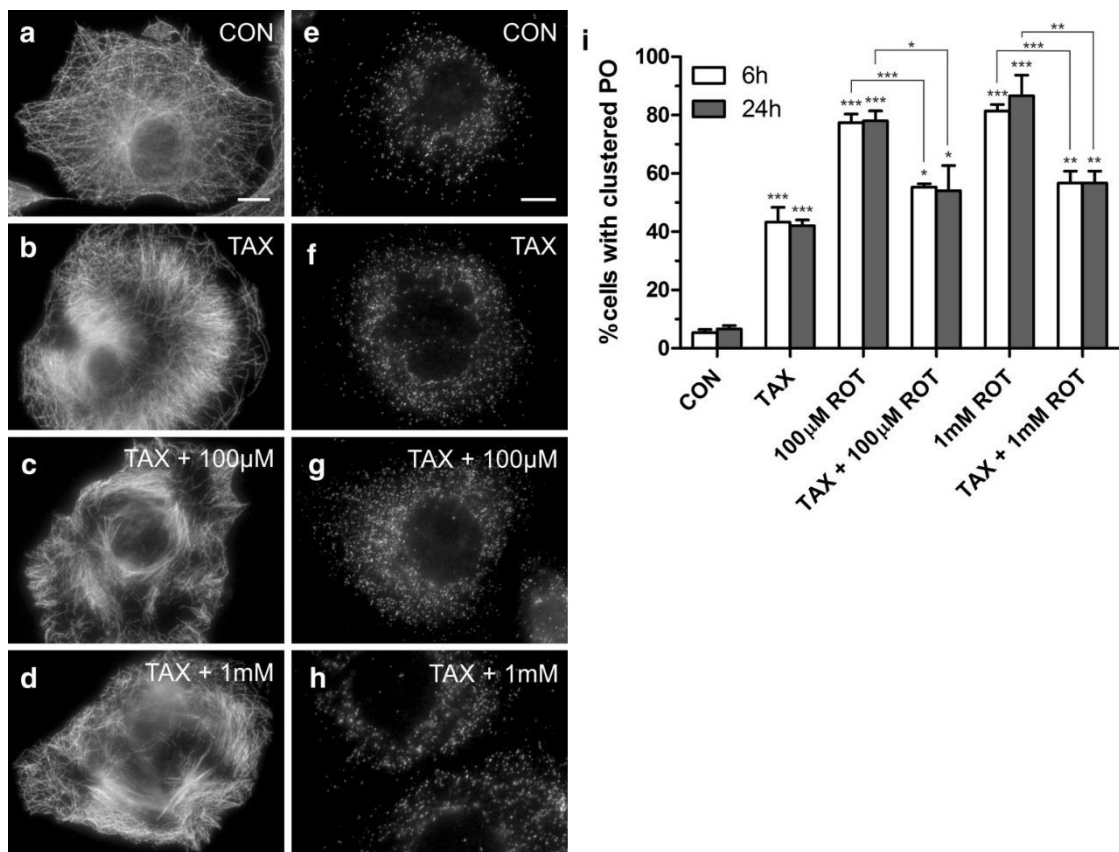 a
CON
e
CON
b
TAX
f
TAX
c
TAX + 100µM
g
TAX + 100µM
d
TAX + 1mM
h
TAX + 1mM
i
%cells with clustered PO
100
80
60
40
20
0
6h
24h
***
***
***
***
***
*
*
*
*
***
***
***
**
**
**
CON
TAX
100µM ROT
TAX + 100µM ROT
1mM ROT
TAX + 1mM ROT